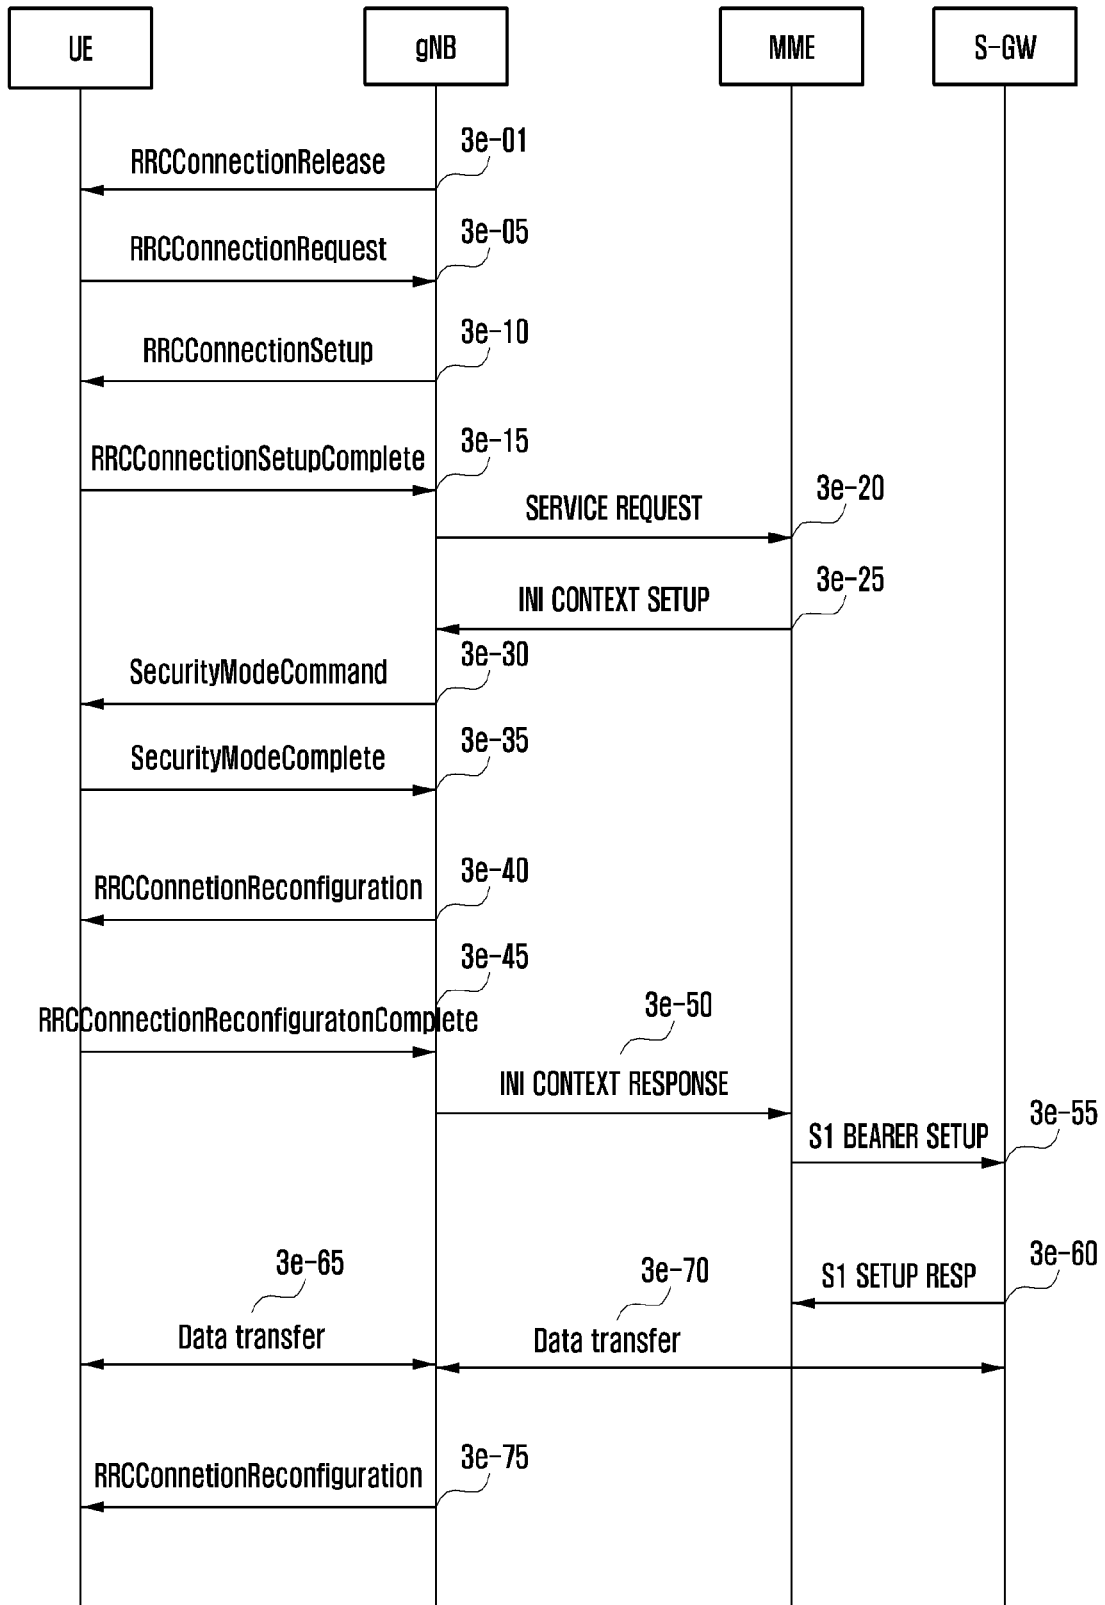 UE
gNB
MME
S-GW
3e-01
RRCConnectionRelease
3e-05
RRCConnectionRequest
3e-10
RRCConnectionSetup
3e-15
RRCConnectionSetupComplete
3e-20
SERVICE REQUEST
3e-25
INI CONTEXT SETUP
3e-30
SecurityModeCommand
3e-35
SecurityModeComplete
3e-40
RRCConnetionReconfiguration
3e-45
RRCConnectionReconfiguratonComplete
3e-50
INI CONTEXT RESPONSE
3e-55
S1 BEARER SETUP
3e-60
S1 SETUP RESP
3e-65
Data transfer
3e-70
Data transfer
3e-75
RRCConnetionReconfiguration